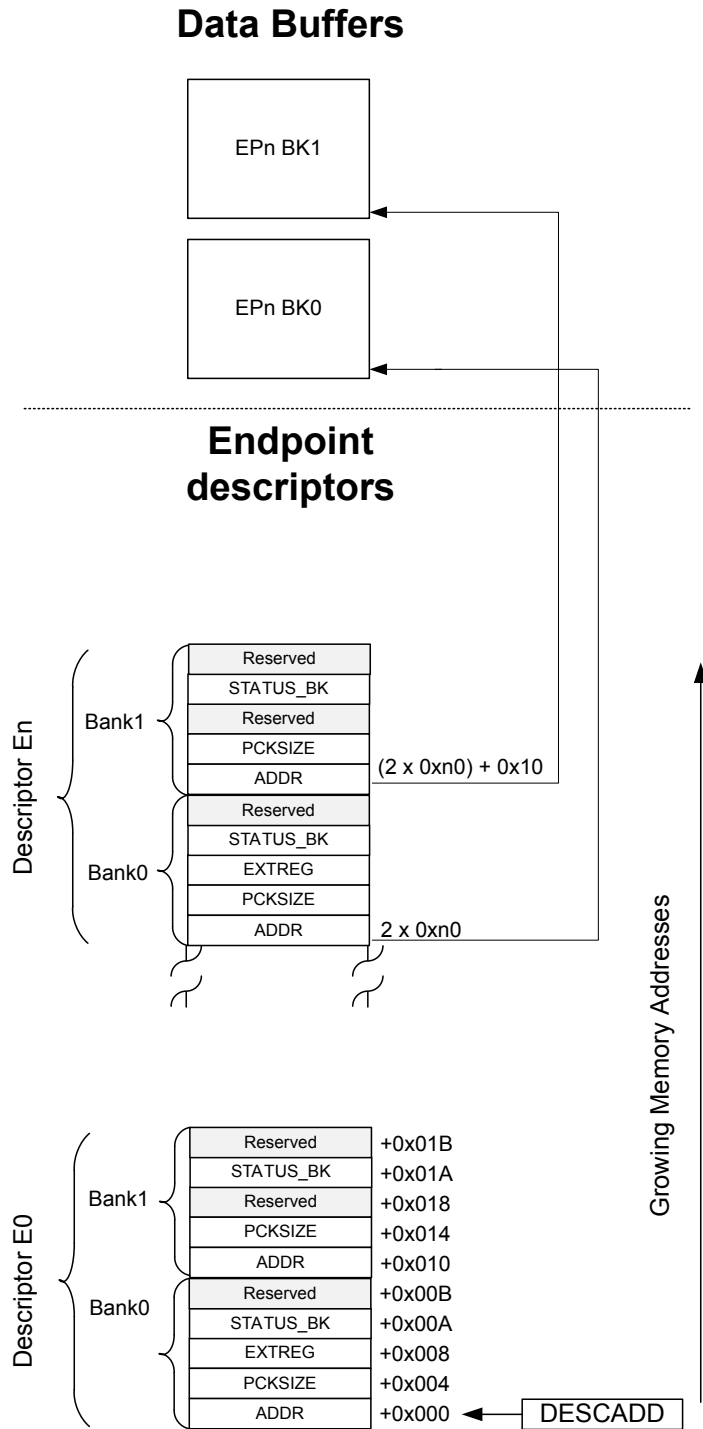 Data Buffers
EPn BK1
EPn BK0
Endpoint
descriptors
Descriptor En
Bank1
Reserved
STATUS_BK
Reserved
PCKSIZE
ADDR
(2 x 0xn0) + 0x10
Bank0
Reserved
STATUS_BK
EXTREG
PCKSIZE
ADDR
2 x 0xn0
Growing Memory Addresses
Descriptor E0
Bank1
Reserved +0x01B
STATUS_BK +0x01A
Reserved +0x018
PCKSIZE +0x014
ADDR +0x010
Bank0
Reserved +0x00B
STATUS_BK +0x00A
EXTREG +0x008
PCKSIZE +0x004
ADDR +0x000
DESCADD